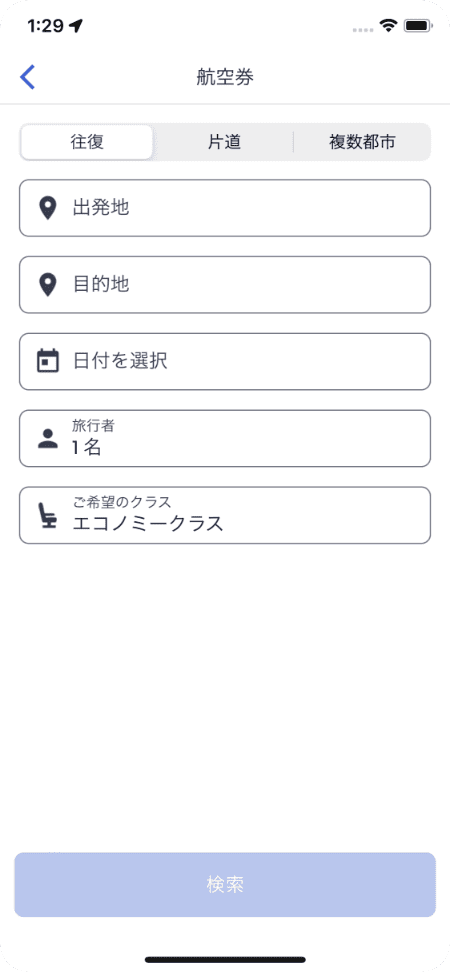 1:29
航空券
往復
片道
複数都市
出発地
目的地
日付を選択
旅行者
1 名
ご希望のクラス
エコノミークラス
検索